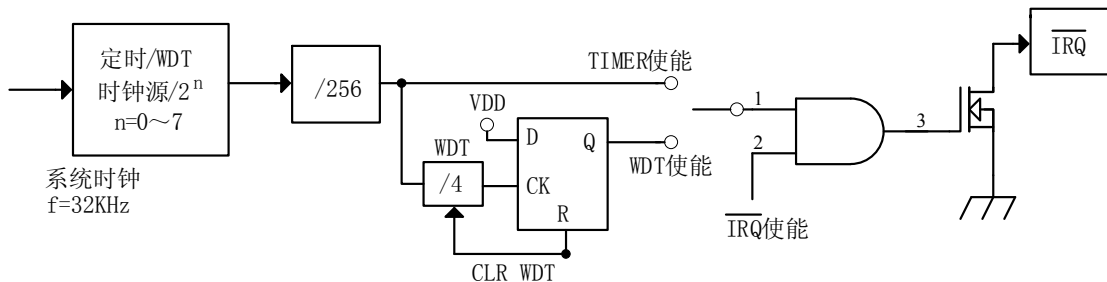 定时/WDT
时钟源/2ⁿ
n=0～7
系统时钟
f=32KHz
/256
TIMER使能
VDD
D
Q
WDT
/4
CK
R
CLR WDT
WDT使能
1
2
3
IRQ使能
IRQ